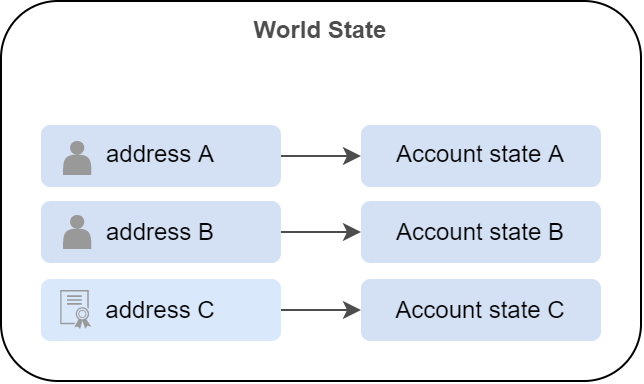 World State
address A
Account state A
address B
Account state B
address C
Account state C